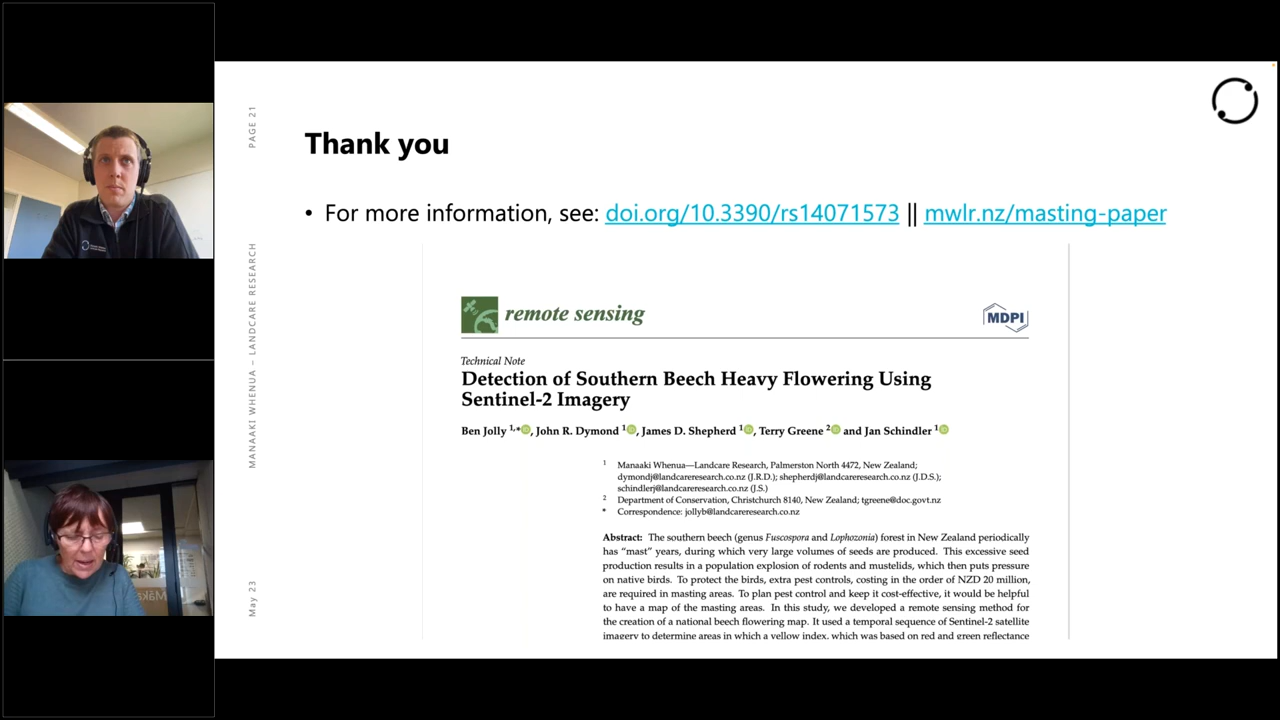 PAGE 21
MANAAKI WHENUA – LANDCARE RESEARCH
May 23
Thank you
• For more information, see: doi.org/10.3390/rs14071573 || mwlr.nz/masting-paper
remote sensing
MDPI
Technical Note
Detection of Southern Beech Heavy Flowering Using
Sentinel-2 Imagery
Ben Jolly 1,*, John R. Dymond 1, James D. Shepherd 1, Terry Greene 2 and Jan Schindler 1
1 Manaaki Whenua—Landcare Research, Palmerston North 4472, New Zealand;
dymondj@landcareresearch.co.nz (J.R.D.); shepherdj@landcareresearch.co.nz (J.D.S.);
schindlerj@landcareresearch.co.nz (J.S.)
2 Department of Conservation, Christchurch 8140, New Zealand; tgreene@doc.govt.nz
* Correspondence: jollyb@landcareresearch.co.nz
Abstract: The southern beech (genus Fuscospora and Lophozonia) forest in New Zealand periodically
has “mast” years, during which very large volumes of seeds are produced. This excessive seed
production results in a population explosion of rodents and mustelids, which then puts pressure
on native birds. To protect the birds, extra pest controls, costing in the order of NZD 20 million,
are required in masting areas. To plan pest control and keep it cost-effective, it would be helpful
to have a map of the masting areas. In this study, we developed a remote sensing method for
the creation of a national beech flowering map. It used a temporal sequence of Sentinel-2 satellite
imagery to determine areas in which a yellow index, which was based on red and green reflectance